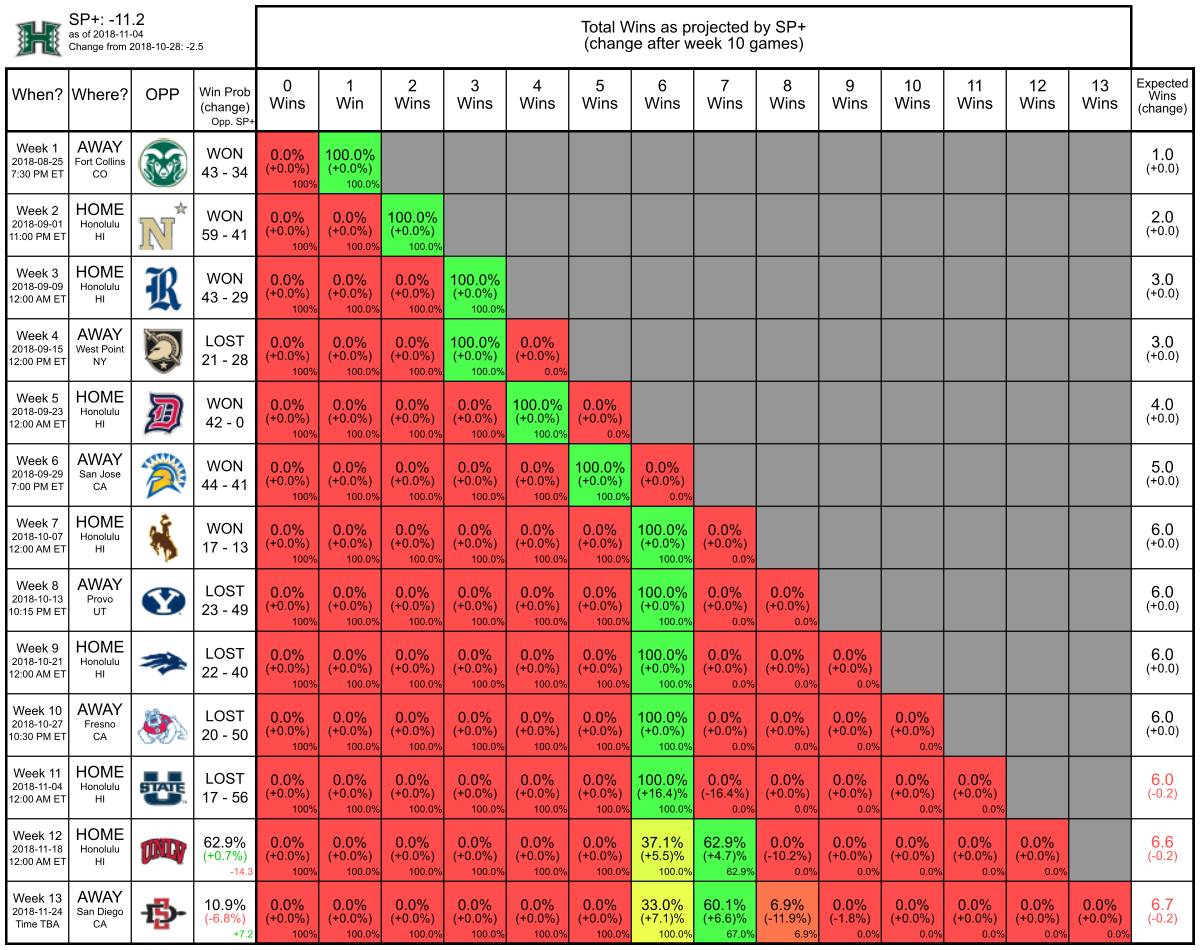 SP+: -11.2
as of 2018-11-04
Change from 2018-10-28: -2.5
Total Wins as projected by SP+
(change after week 10 games)
When? Where? OPP Win Prob 0 1 2 3 4 5 6 7 8 9 10 11 12 13 Expected
(change) Wins Win Wins Wins Wins Wins Wins Wins Wins Wins Wins Wins Wins Wins Wins
Opp. SP+ (change)
Week 1 AWAY WON 0.0% 100.0% 1.0
2018-08-25 Fort Collins 43 - 34 (+0.0%) (+0.0%) (+0.0)
7:30 PM ET CO 100% 100.0%
Week 2 HOME N WON 0.0% 0.0% 100.0% 2.0
2018-09-01 Honolulu 59 - 41 (+0.0%) (+0.0%) (+0.0%) (+0.0)
11:00 PM ET HI 100% 100.0% 100.0%
Week 3 HOME R WON 0.0% 0.0% 0.0% 100.0% 3.0
2018-09-09 Honolulu 43 - 29 (+0.0%) (+0.0%) (+0.0%) (+0.0%) (+0.0)
12:00 AM ET HI 100% 100.0% 100.0% 100.0%
Week 4 AWAY LOST 0.0% 0.0% 0.0% 100.0% 0.0% 3.0
2018-09-15 West Point 21 - 28 (+0.0%) (+0.0%) (+0.0%) (+0.0%) (+0.0%) (+0.0)
12:00 PM ET NY 100% 100.0% 100.0% 100.0% 0.0%
Week 5 HOME D WON 0.0% 0.0% 0.0% 0.0% 100.0% 0.0% 4.0
2018-09-23 Honolulu 42 - 0 (+0.0%) (+0.0%) (+0.0%) (+0.0%) (+0.0%) (+0.0%) (+0.0)
12:00 AM ET HI 100% 100.0% 100.0% 100.0% 100.0% 0.0%
Week 6 AWAY WON 0.0% 0.0% 0.0% 0.0% 0.0% 100.0% 0.0% 5.0
2018-09-29 San Jose 44 - 41 (+0.0%) (+0.0%) (+0.0%) (+0.0%) (+0.0%) (+0.0%) (+0.0%) (+0.0)
7:00 PM ET CA 100% 100.0% 100.0% 100.0% 100.0% 100.0% 0.0%
Week 7 HOME WON 0.0% 0.0% 0.0% 0.0% 0.0% 0.0% 100.0% 0.0% 6.0
2018-10-07 Honolulu 17 - 13 (+0.0%) (+0.0%) (+0.0%) (+0.0%) (+0.0%) (+0.0%) (+0.0%) (+0.0%) (+0.0)
12:00 AM ET HI 100% 100.0% 100.0% 100.0% 100.0% 100.0% 100.0% 0.0%
Week 8 AWAY Y LOST 0.0% 0.0% 0.0% 0.0% 0.0% 0.0% 100.0% 0.0% 0.0% 6.0
2018-10-13 Provo 23 - 49 (+0.0%) (+0.0%) (+0.0%) (+0.0%) (+0.0%) (+0.0%) (+0.0%) (+0.0%) (+0.0%) (+0.0)
10:15 PM ET UT 100% 100.0% 100.0% 100.0% 100.0% 100.0% 100.0% 0.0% 0.0%
Week 9 HOME LOST 0.0% 0.0% 0.0% 0.0% 0.0% 0.0% 100.0% 0.0% 0.0% 0.0% 6.0
2018-10-21 Honolulu 22 - 40 (+0.0%) (+0.0%) (+0.0%) (+0.0%) (+0.0%) (+0.0%) (+0.0%) (+0.0%) (+0.0%) (+0.0%) (+0.0)
12:00 AM ET HI 100% 100.0% 100.0% 100.0% 100.0% 100.0% 100.0% 0.0% 0.0% 0.0%
Week 10 AWAY LOST 0.0% 0.0% 0.0% 0.0% 0.0% 0.0% 100.0% 0.0% 0.0% 0.0% 0.0% 6.0
2018-10-27 Fresno 20 - 50 (+0.0%) (+0.0%) (+0.0%) (+0.0%) (+0.0%) (+0.0%) (+0.0%) (+0.0%) (+0.0%) (+0.0%) (+0.0%) (+0.0)
10:30 PM ET CA 100% 100.0% 100.0% 100.0% 100.0% 100.0% 100.0% 0.0% 0.0% 0.0% 0.0%
Week 11 HOME STATE LOST 0.0% 0.0% 0.0% 0.0% 0.0% 0.0% 100.0% 0.0% 0.0% 0.0% 0.0% 0.0% 6.0
2018-11-04 Honolulu 17 - 56 (+0.0%) (+0.0%) (+0.0%) (+0.0%) (+0.0%) (+0.0%) (+16.4)% (-16.4%) (+0.0%) (+0.0%) (+0.0%) (+0.0%) (-0.2)
12:00 AM ET HI 100% 100.0% 100.0% 100.0% 100.0% 100.0% 100.0% 0.0% 0.0% 0.0% 0.0% 0.0%
Week 12 HOME UNLV 62.9% 0.0% 0.0% 0.0% 0.0% 0.0% 0.0% 37.1% 62.9% 0.0% 0.0% 0.0% 0.0% 0.0% 6.6
2018-11-18 Honolulu (+0.7%) (+0.0%) (+0.0%) (+0.0%) (+0.0%) (+0.0%) (+0.0%) (+5.5)% (+4.7)% (-10.2%) (+0.0%) (+0.0%) (+0.0%) (+0.0%) (-0.2)
12:00 AM ET HI -14.3 100% 100.0% 100.0% 100.0% 100.0% 100.0% 100.0% 62.9% 0.0% 0.0% 0.0% 0.0% 0.0%
Week 13 AWAY 10.9% 0.0% 0.0% 0.0% 0.0% 0.0% 0.0% 33.0% 60.1% 6.9% 0.0% 0.0% 0.0% 0.0% 0.0% 6.7
2018-11-24 San Diego (-6.8%) (+0.0%) (+0.0%) (+0.0%) (+0.0%) (+0.0%) (+0.0%) (+7.1)% (+6.6)% (-11.9%) (-1.8%) (+0.0%) (+0.0%) (+0.0%) (+0.0%) (-0.2)
Time TBA CA +7.2 100% 100.0% 100.0% 100.0% 100.0% 100.0% 100.0% 67.0% 6.9% 0.0% 0.0% 0.0% 0.0% 0.0%